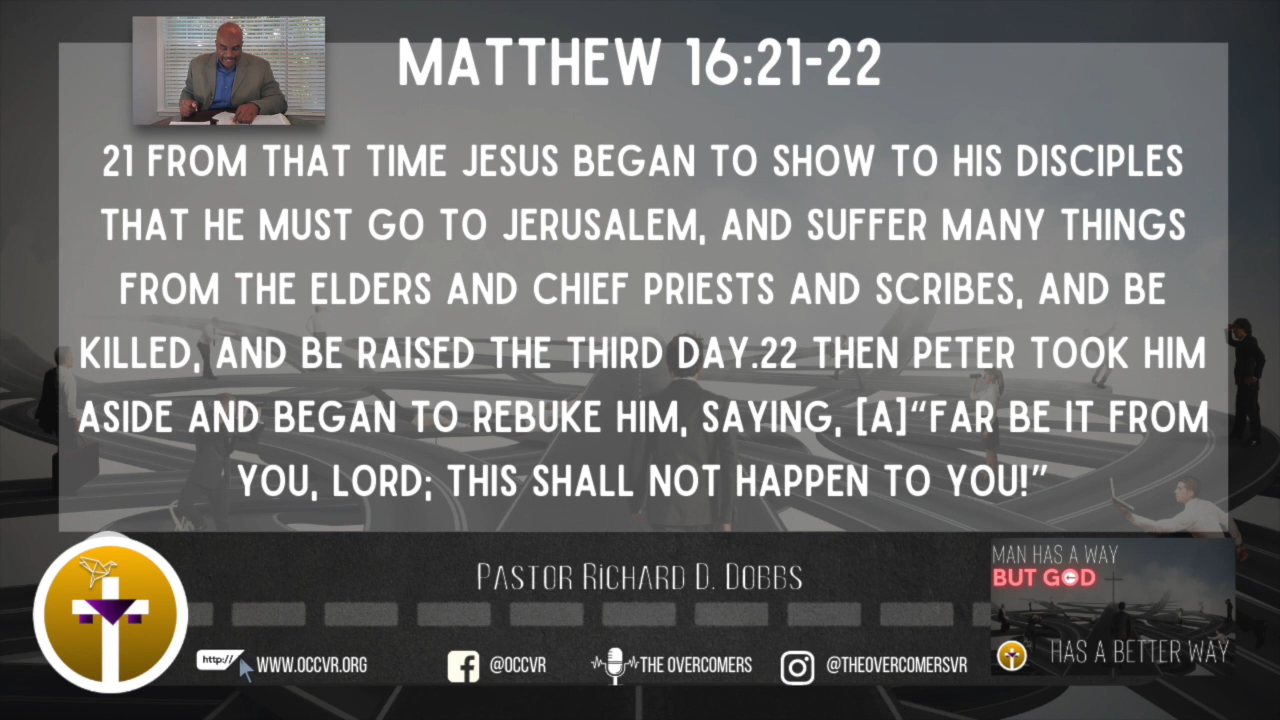 MATTHEW 16:21-22
21 FROM THAT TIME JESUS BEGAN TO SHOW TO HIS DISCIPLES
THAT HE MUST GO TO JERUSALEM, AND SUFFER MANY THINGS
FROM THE ELDERS AND CHIEF PRIESTS AND SCRIBES, AND BE
KILLED, AND BE RAISED THE THIRD DAY.22 THEN PETER TOOK HIM
ASIDE AND BEGAN TO REBUKE HIM, SAYING, [A]“FAR BE IT FROM
YOU, LORD; THIS SHALL NOT HAPPEN TO YOU!”
PASTOR RICHARD D. DOBBS
MAN HAS A WAY
BUT GOD
HAS A BETTER WAY
http:// WWW.OCCVR.ORG
@OCCVR
THE OVERCOMERS
@THEOVERCOMERSVR